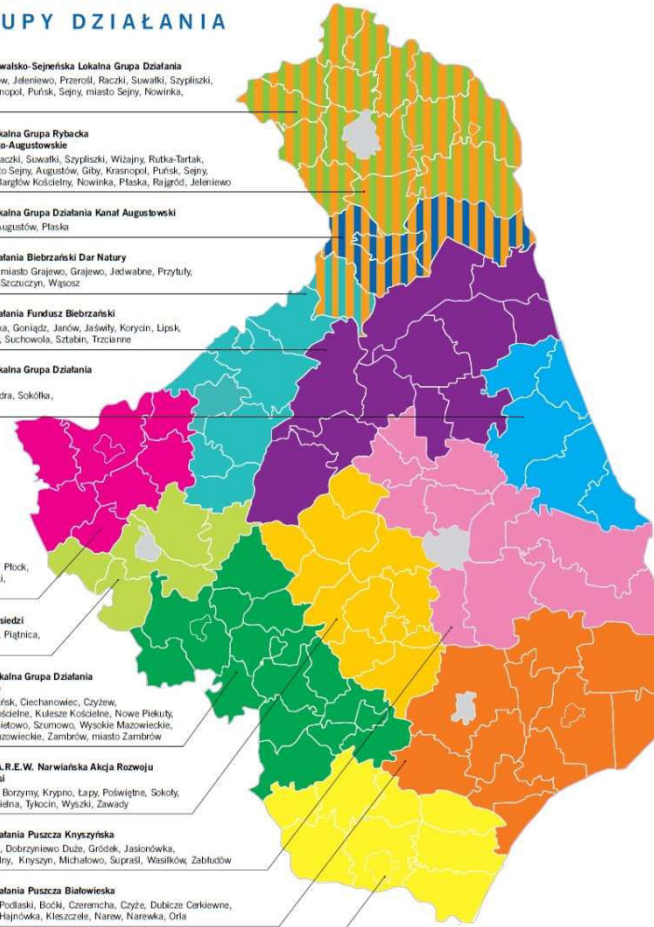 UPY DZIAŁANIA
walsko-Sejneńska Lokalna Grupa Działania
w, Jeleniewo, Przerośl, Raczki, Suwałki, Szypliszki,
nopol, Puńsk, Sejny, miasto Sejny, Nowinka,
kalna Grupa Rybacka
ko-Augustowskie
aczki, Suwałki, Szypliszki, Wiżajny, Rutka-Tartak,
to Sejny, Augustów, Giby, Krasnopol, Puńsk, Sejny,
Bargłów Kościelny, Nowinka, Płaska, Rajgród, Jeleniewo
kalna Grupa Działania Kanał Augustowski
Augustów, Płaska
ałania Biebrzański Dar Natury
miasto Grajewo, Grajewo, Jedwabne, Przytuły,
Szczuczyn, Wąsosz
ałania Fundusz Biebrzański
ka, Goniądz, Janów, Jaświły, Korycin, Lipsk,
, Suchowola, Sztabin, Trzcianne
kalna Grupa Działania
dra, Sokółka,
Płock,
i,
siedzi
, Piątnica,
kalna Grupa Działania
ńsk, Ciechanowiec, Czyżew,
ścielne, Kulesze Kościelne, Nowe Piekuty,
ietowo, Szumowo, Wysokie Mazowieckie,
zowieckie, Zambrów, miasto Zambrów
A.R.E.W. Narwiańska Akcja Rozwoju
si
Borzymy, Krypno, Łapy, Poświętne, Sokoły,
ielna, Tykocin, Wyszki, Zawady
ałania Puszcza Knyszyńska
, Dobrzyniewo Duże, Gródek, Jasionówka,
lny, Knyszyn, Michałowo, Supraśl, Wasilków, Zabłudów
ałania Puszcza Białowieska
Podlaski, Boćki, Czeremcha, Czyże, Dubicze Cerkiewne,
Hajnówka, Kleszczele, Narew, Narewka, Orla